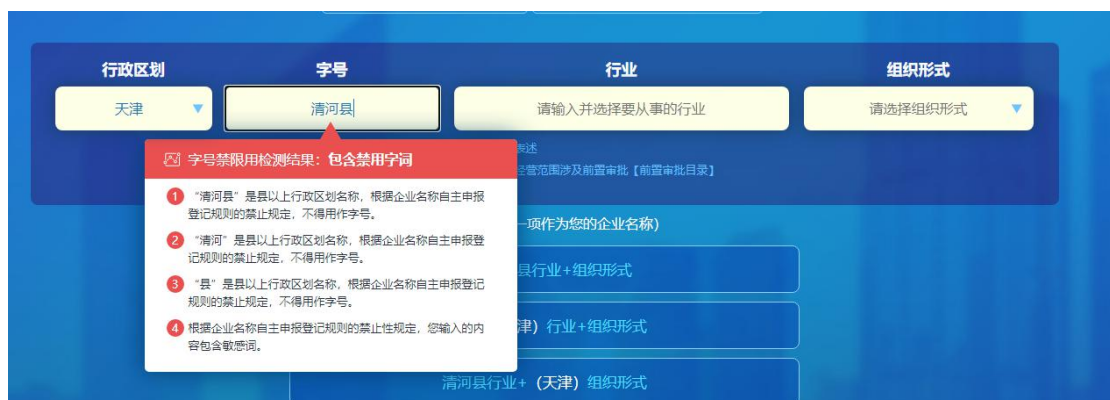 行政区划
字号
行业
组织形式
天津
清河县
请输入并选择要从事的行业
请选择组织形式
字号禁限用检测结果：包含禁用字词
表述
经营范围涉及前置审批【前置审批目录】
1 “清河县”是县以上行政区划名称，根据企业名称自主申报
登记规则的禁止规定，不得用作字号。
2 “清河”是县以上行政区划名称，根据企业名称自主申报登
记规则的禁止规定，不得用作字号。
3 “县”是县以上行政区划名称，根据企业名称自主申报登记
规则的禁止规定，不得用作字号。
4 根据企业名称自主申报登记规则的禁止性规定，您输入的内
容包含敏感词。
一项作为您的企业名称)
县行业+组织形式
津）行业+组织形式
清河县行业+（天津）组织形式